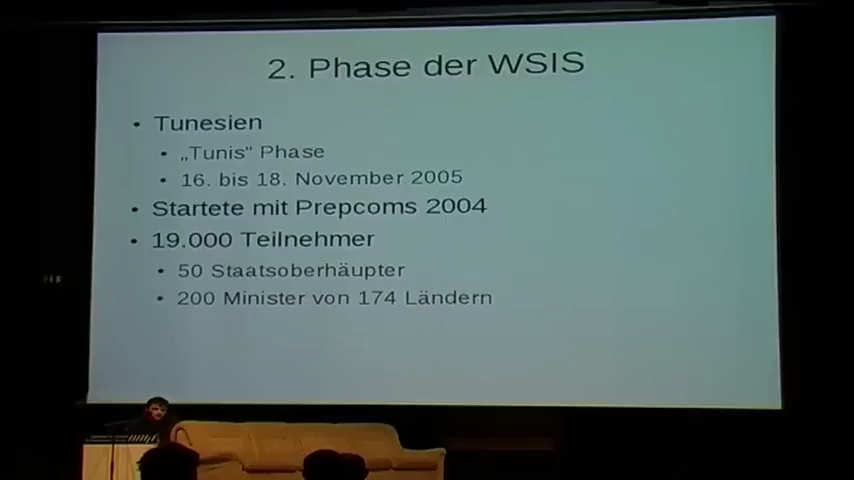 2. Phase der WSIS
• Tunesien
• „Tunis“ Phase
• 16. bis 18. November 2005
• Startete mit Prepcoms 2004
• 19.000 Teilnehmer
• 50 Staatsoberhäupter
• 200 Minister von 174 Ländern